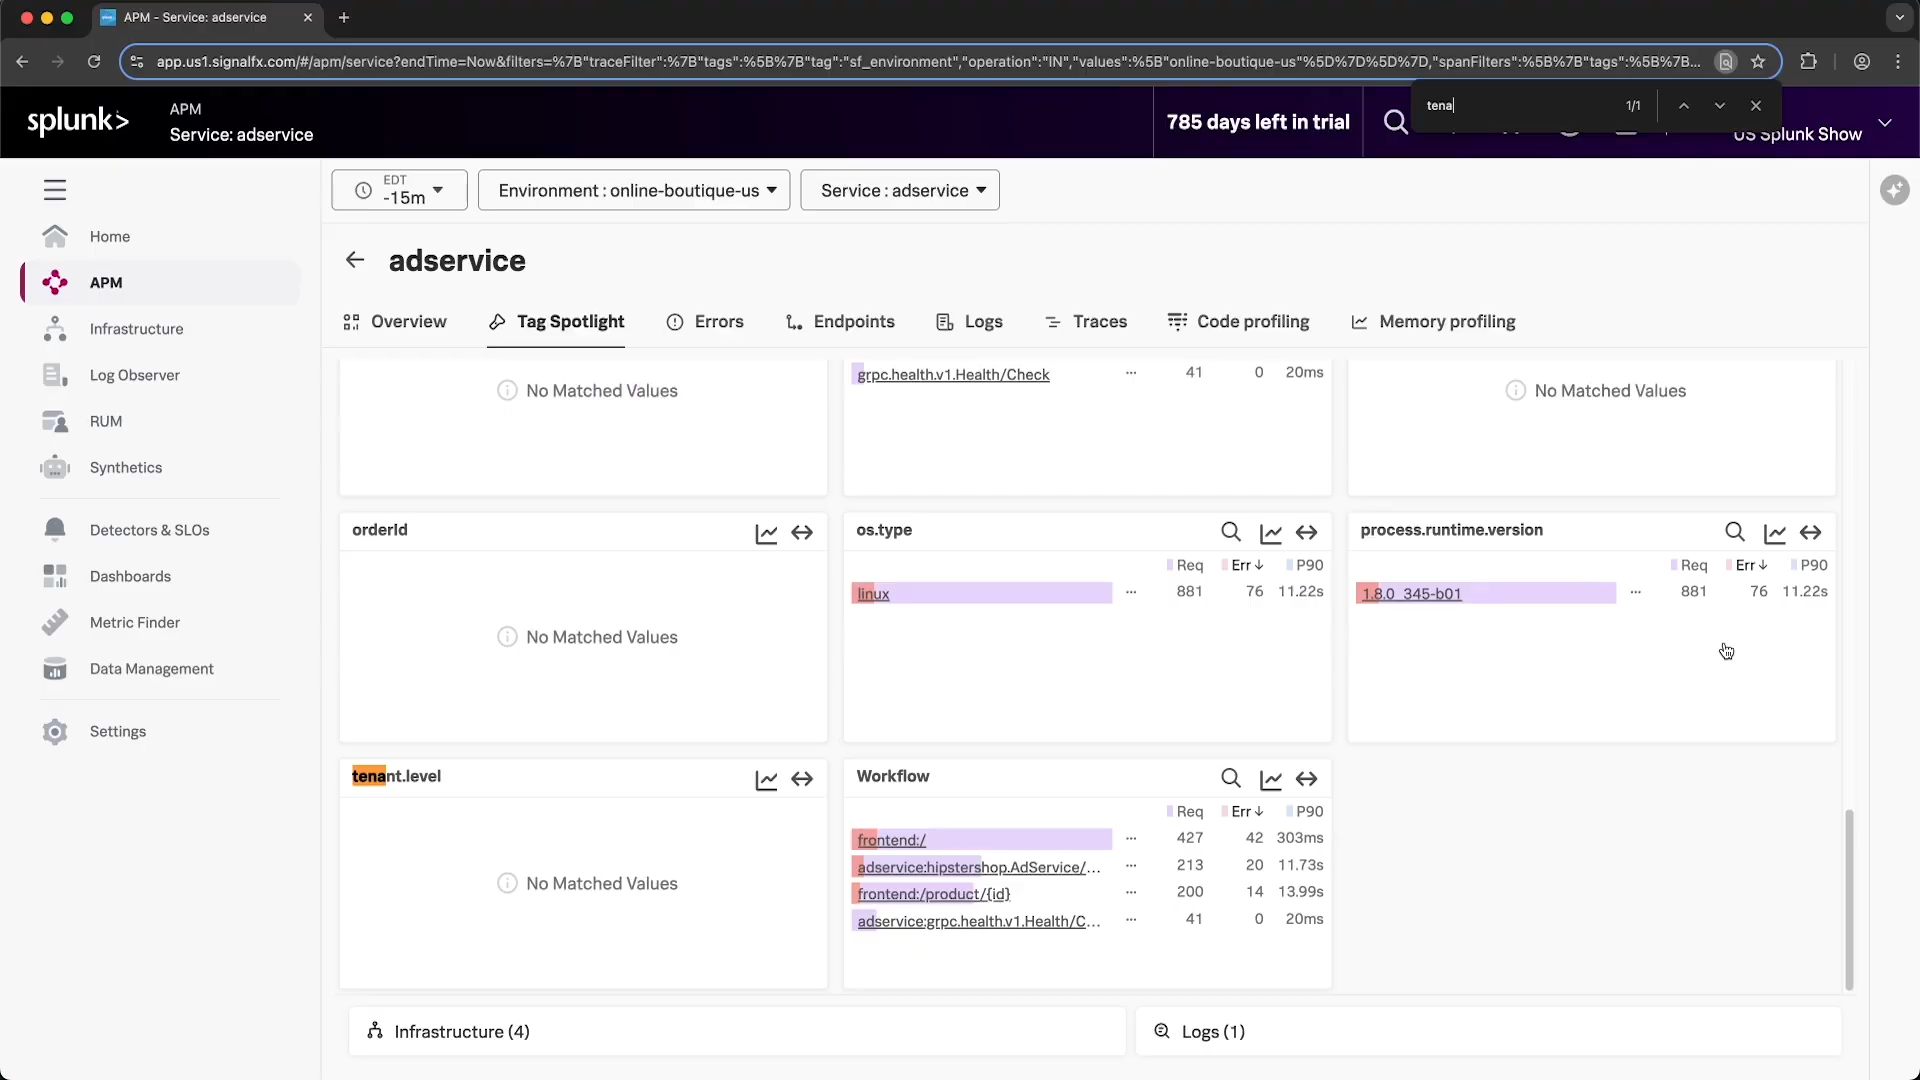 APM - Service: adservice
app.us1.signalfx.com/#/apm/service?endTime=Now&filters=%7B"traceFilter":%7B"tags":%5B%7B"tag":"sf_environment","operation":"IN","values":%5B"online-boutique-us"%5D%7D%5D%7D,"spanFilters":%5B%7B"tags":%5B%7B...
tena 1/1
splunk>
APM
Service: adservice
785 days left in trial
US Splunk Show
EDT
-15m
Environment : online-boutique-us
Service : adservice
Home
APM
Infrastructure
Log Observer
RUM
Synthetics
Detectors & SLOs
Dashboards
Metric Finder
Data Management
Settings
adservice
Overview Tag Spotlight Errors Endpoints Logs Traces Code profiling Memory profiling
No Matched Values
grpc.health.v1.Health/Check ... 41 0 20ms
No Matched Values
orderId
No Matched Values
os.type
Req Err↓ P90
linux ... 881 76 11.22s
process.runtime.version
Req Err↓ P90
1.8.0_345-b01 ... 881 76 11.22s
tenant.level
No Matched Values
Workflow
Req Err↓ P90
frontend:/ ... 427 42 303ms
adservice:hipstershop.AdService/... ... 213 20 11.73s
frontend:/product/{id} ... 200 14 13.99s
adservice:grpc.health.v1.Health/C... ... 41 0 20ms
Infrastructure (4)
Logs (1)